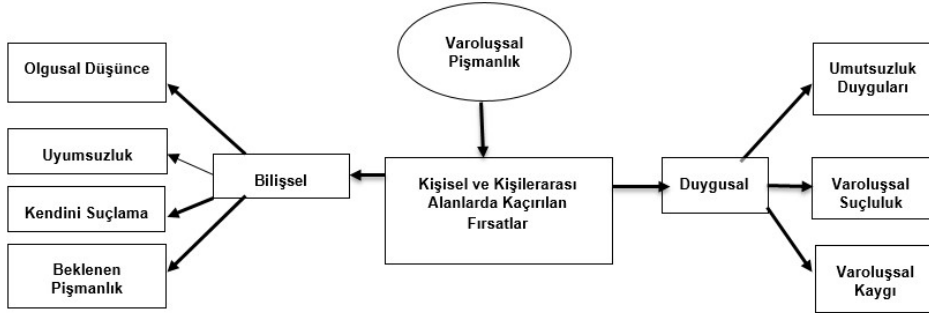 Varoluşsal
Pişmanlık
Olgusal Düşünce
Uyumsuzluk
Kendini Suçlama
Beklenen
Pişmanlık
Bilişsel
Kişisel ve Kişilerarası
Alanlarda Kaçırılan
Fırsatlar
Duygusal
Umutsuzluk
Duyguları
Varoluşsal
Suçluluk
Varoluşsal
Kaygı